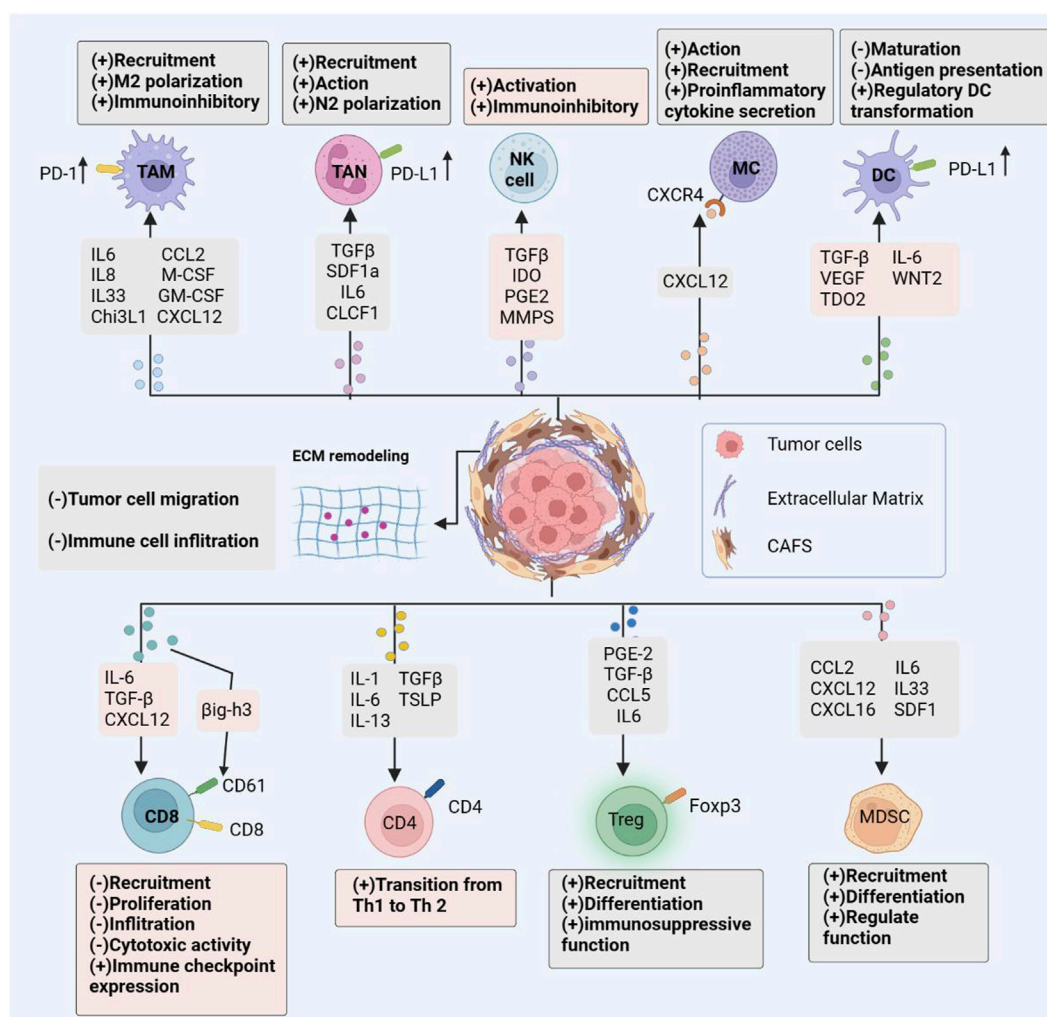 (+)Recruitment
(+)M2 polarization
(+)Immunoinhibitory
(+)Recruitment
(+)Action
(+)N2 polarization
(+)Activation
(+)Immunoinhibitory
(+)Action
(+)Recruitment
(+)Proinflammatory
cytokine secretion
(-)Maturation
(-)Antigen presentation
(+)Regulatory DC
transformation
PD-1
TAM
TAN
PD-L1
NK
cell
CXCR4
MC
DC
PD-L1
IL6 CCL2
IL8 M-CSF
IL33 GM-CSF
Chi3L1 CXCL12
TGFβ
SDF1a
IL6
CLCF1
TGFβ
IDO
PGE2
MMPS
CXCL12
TGF-β IL-6
VEGF WNT2
TDO2
ECM remodeling
(-)Tumor cell migration
(-)Immune cell inflitration
Tumor cells
Extracellular Matrix
CAFS
IL-6
TGF-β
CXCL12
βig-h3
IL-1 TGFβ
IL-6 TSLP
IL-13
PGE-2
TGF-β
CCL5
IL6
CCL2 IL6
CXCL12 IL33
CXCL16 SDF1
CD61
CD8
CD8
CD4
CD4
Foxp3
Treg
MDSC
(-)Recruitment
(-)Proliferation
(-)Inflitration
(-)Cytotoxic activity
(+)Immune checkpoint
expression
(+)Transition from
Th1 to Th 2
(+)Recruitment
(+)Differentiation
(+)immunosuppressive
function
(+)Recruitment
(+)Differentiation
(+)Regulate
function